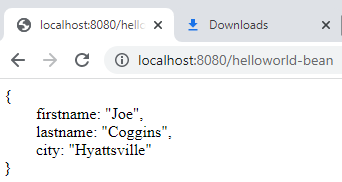 localhost:8080/hello
Downloads
localhost:8080/helloworld-bean
{
firstname: "Joe",
lastname: "Coggins",
city: "Hyattsville"
}